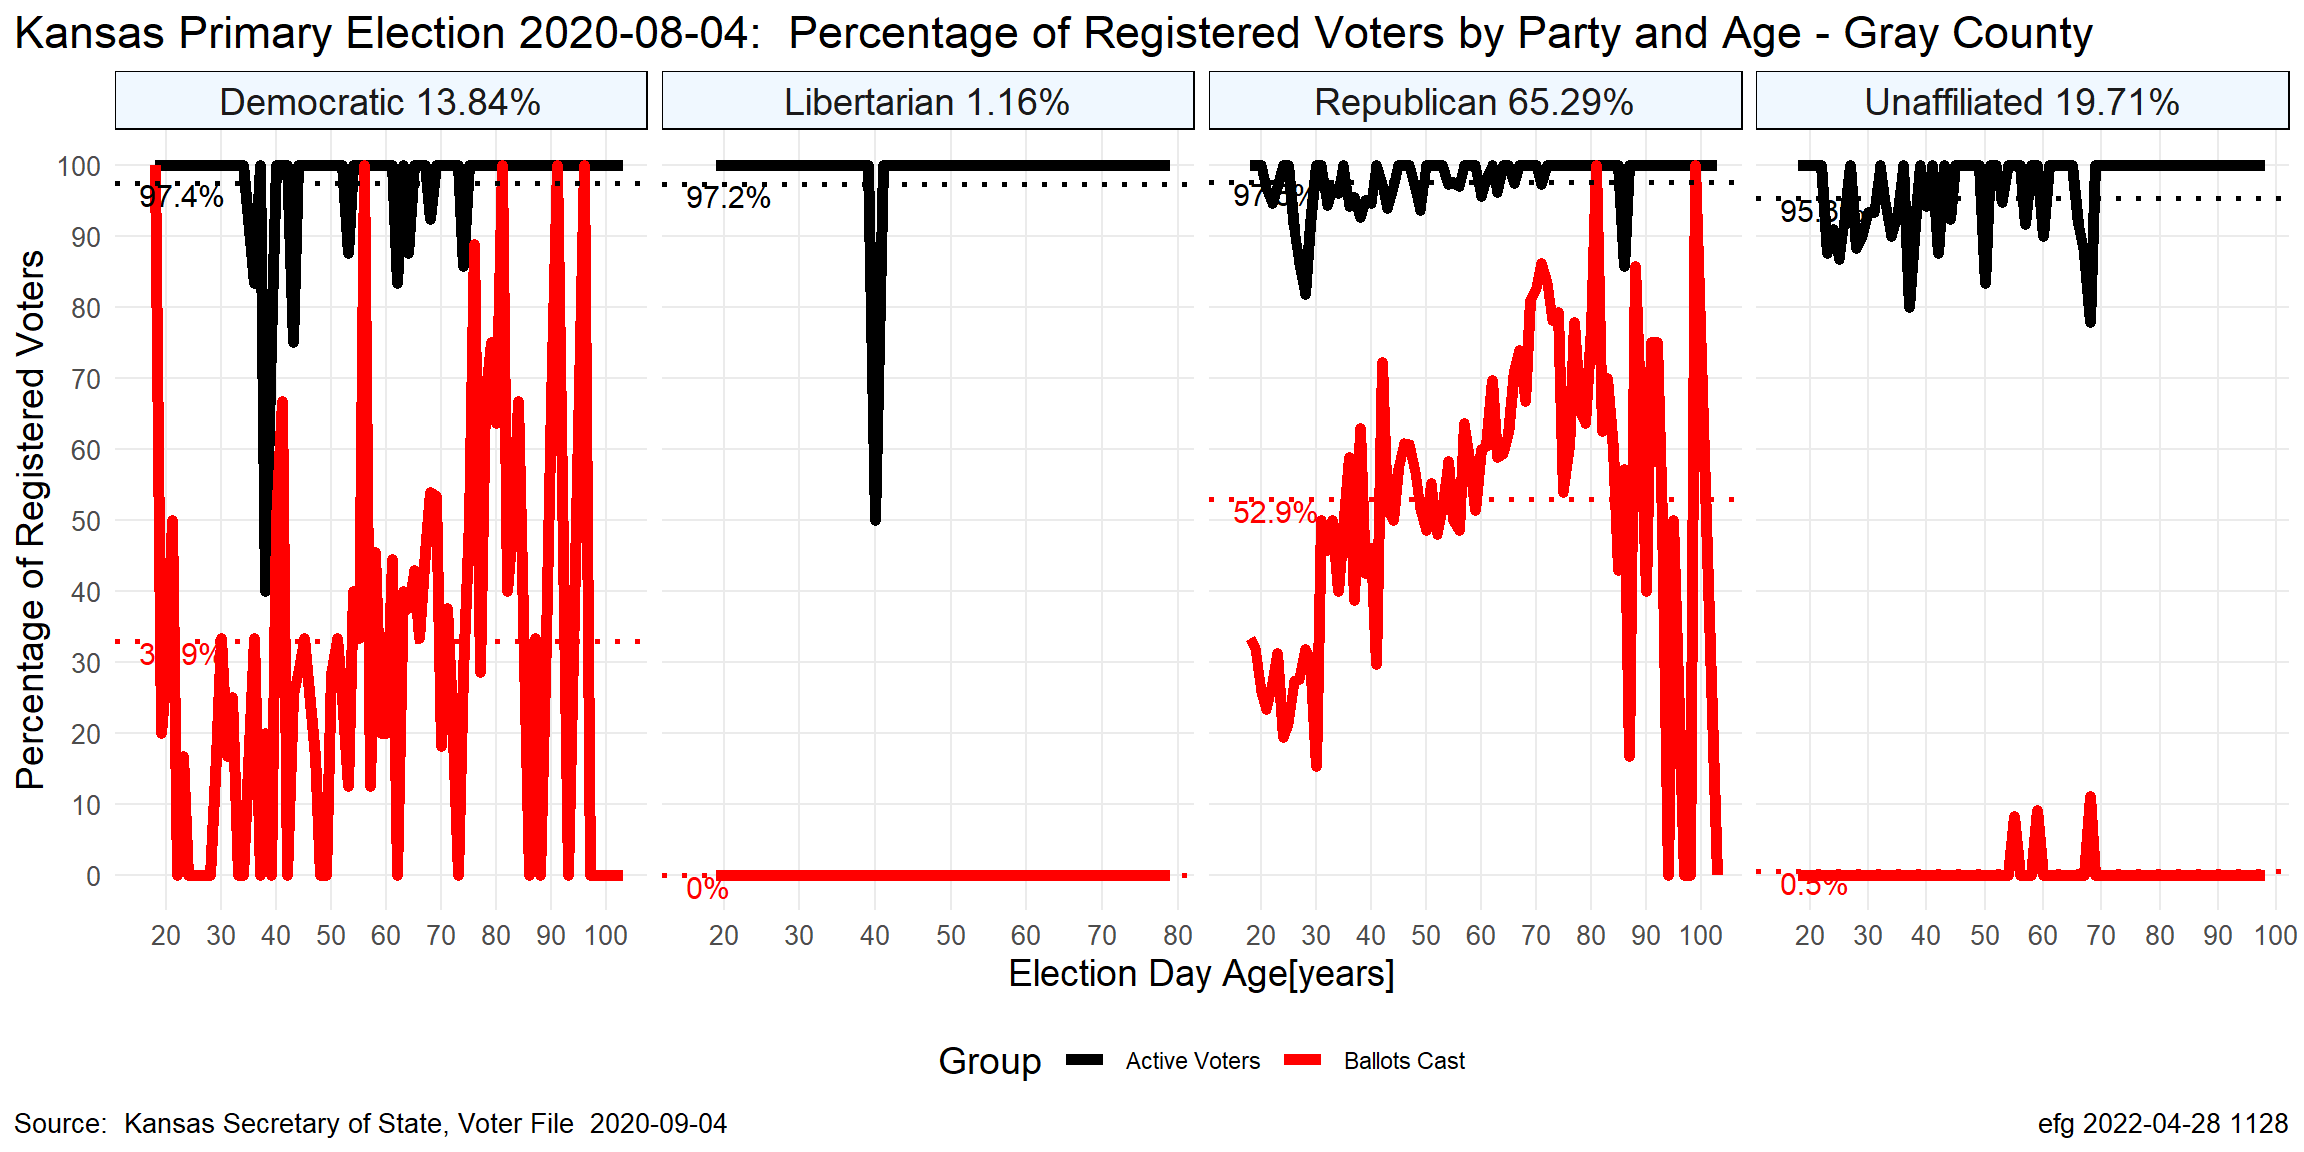 Kansas Primary Election 2020-08-04:  Percentage of Registered Voters by Party and Age - Gray County
Democratic 13.84%
Libertarian 1.16%
Republican 65.29%
Unaffiliated 19.71%
Percentage of Registered Voters
100
90
80
70
60
50
40
30
20
10
0
97.4%
97.2%
52.9%
0%
0.5%
20 30 40 50 60 70 80 90 100
20 30 40 50 60 70 80
20 30 40 50 60 70 80 90 100
20 30 40 50 60 70 80 90 100
Election Day Age[years]
Group Active Voters Ballots Cast
Source:  Kansas Secretary of State, Voter File  2020-09-04
efg 2022-04-28 1128